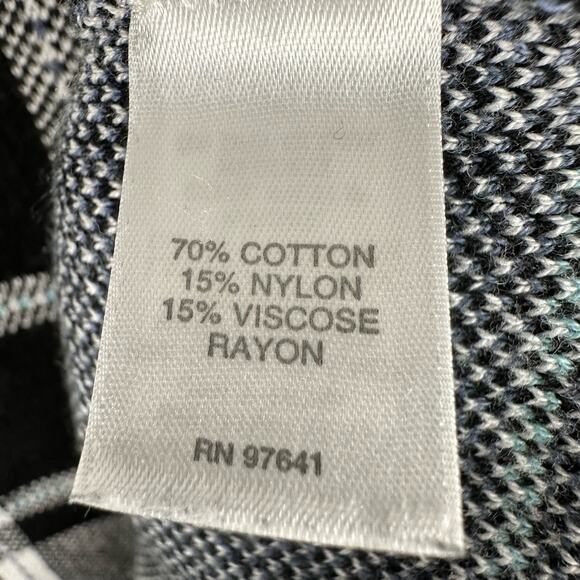 70% COTTON
15% NYLON
15% VISCOSE
RAYON
RN 97641